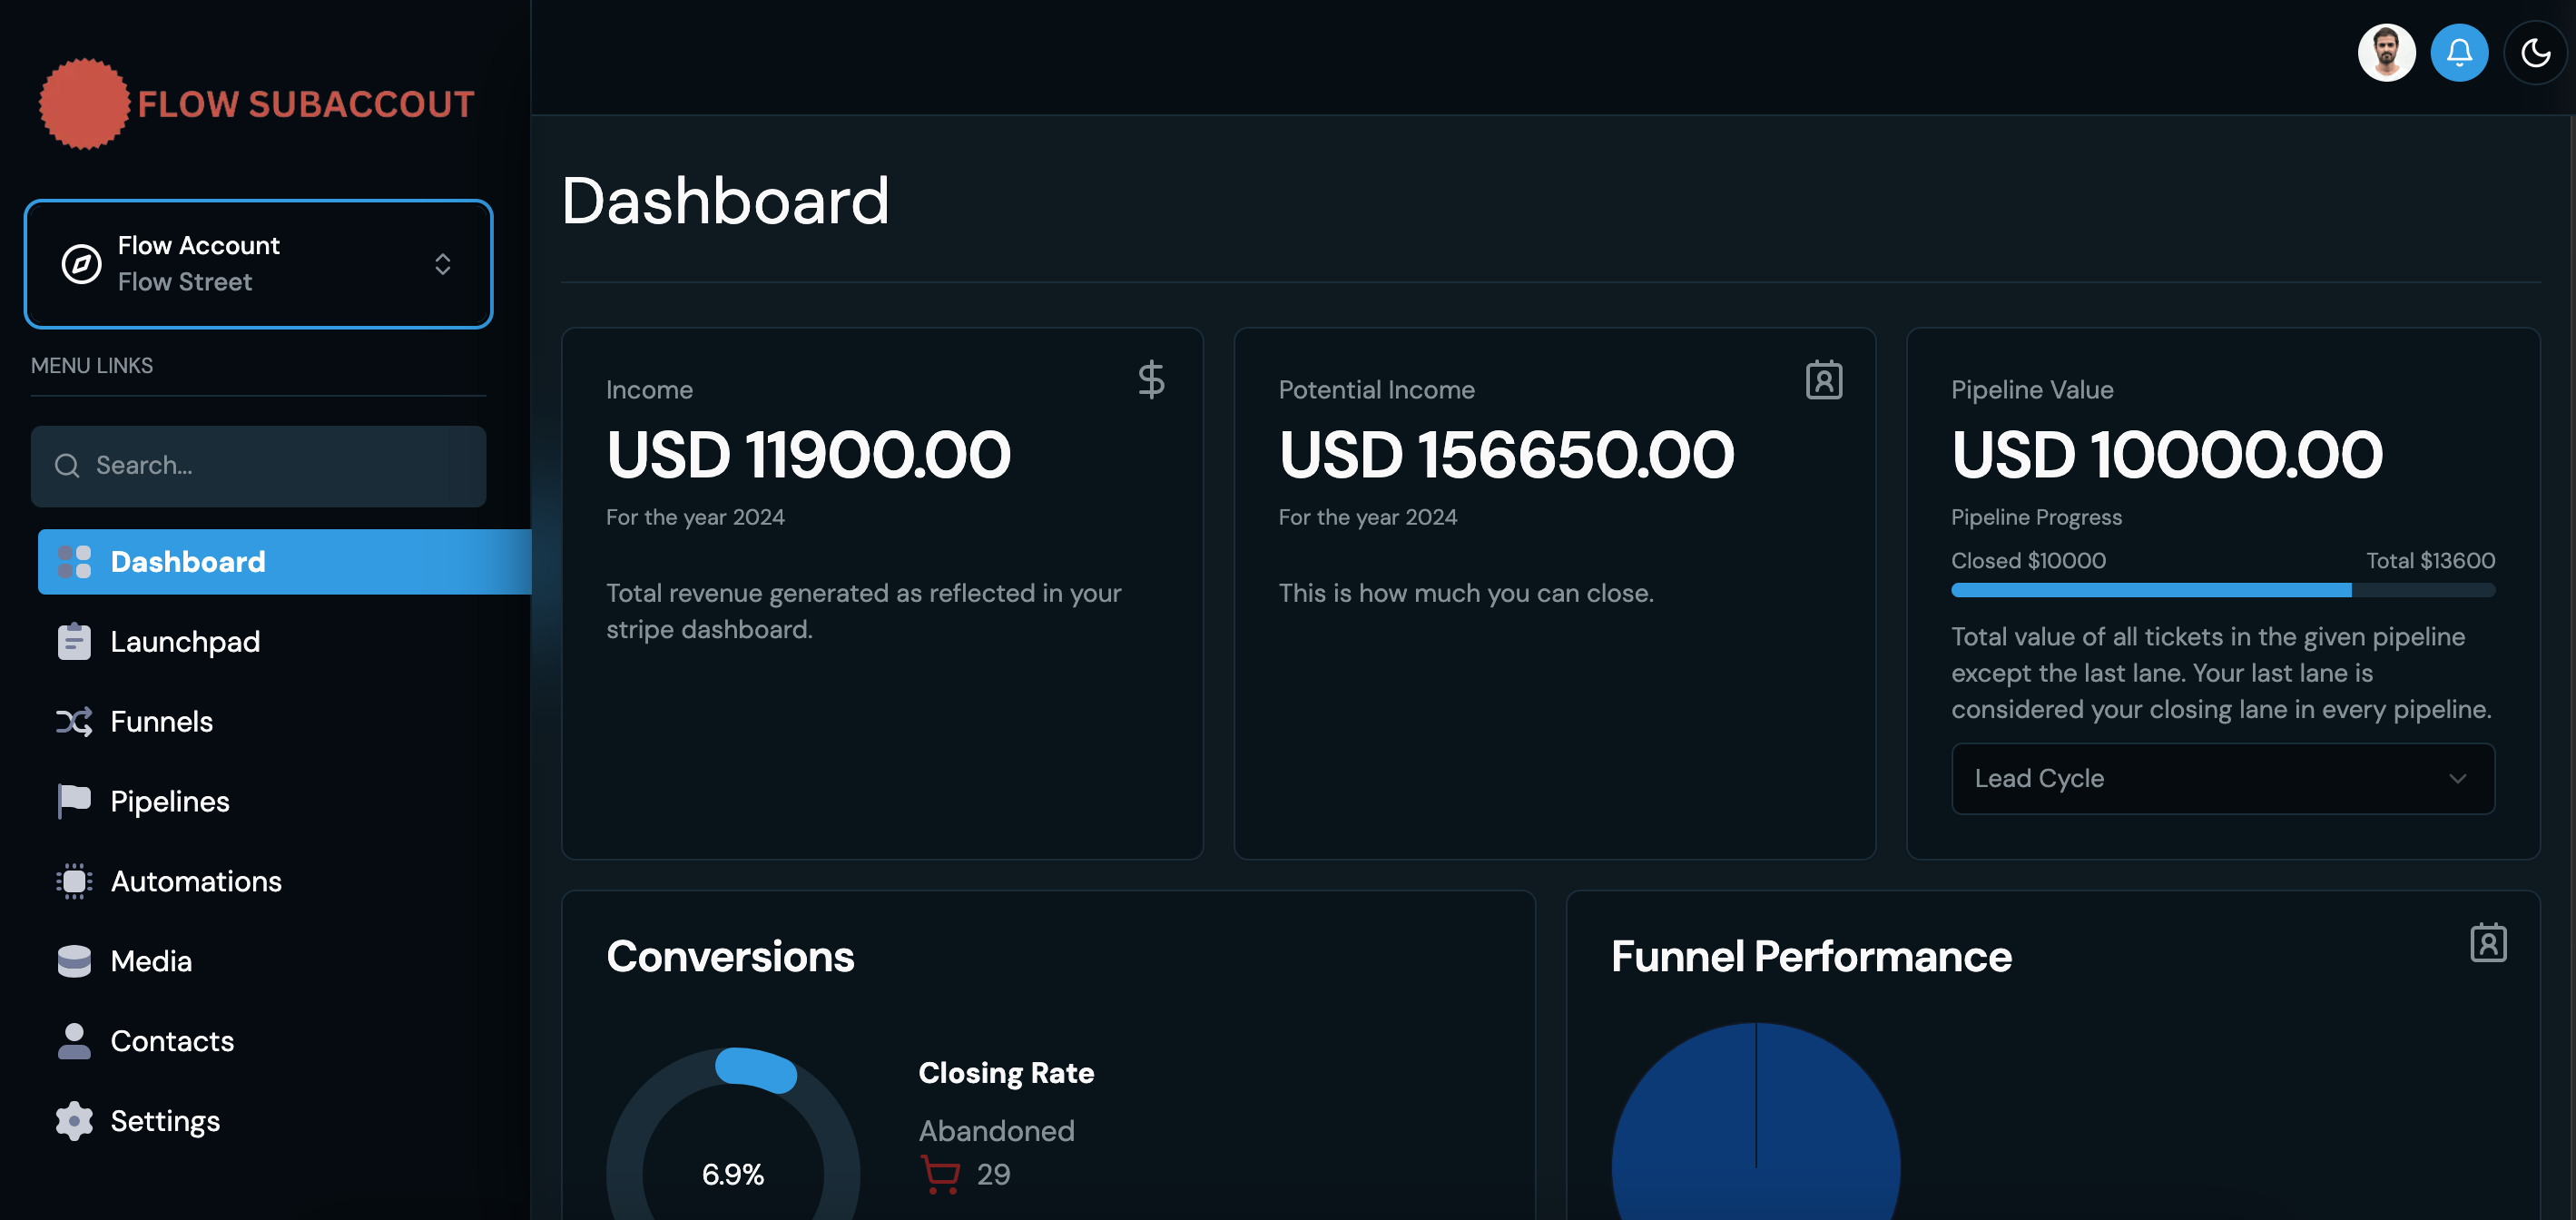 FLOW SUBACCOUT
Flow Account
Flow Street
MENU LINKS
Search...
Dashboard
Launchpad
Funnels
Pipelines
Automations
Media
Contacts
Settings
Dashboard
Income
USD 11900.00
For the year 2024
Total revenue generated as reflected in your
stripe dashboard.
Potential Income
USD 156650.00
For the year 2024
This is how much you can close.
Pipeline Value
USD 10000.00
Pipeline Progress
Closed $10000
Total $13600
Total value of all tickets in the given pipeline
except the last lane. Your last lane is
considered your closing lane in every pipeline.
Lead Cycle
Conversions
6.9%
Closing Rate
Abandoned
29
Funnel Performance